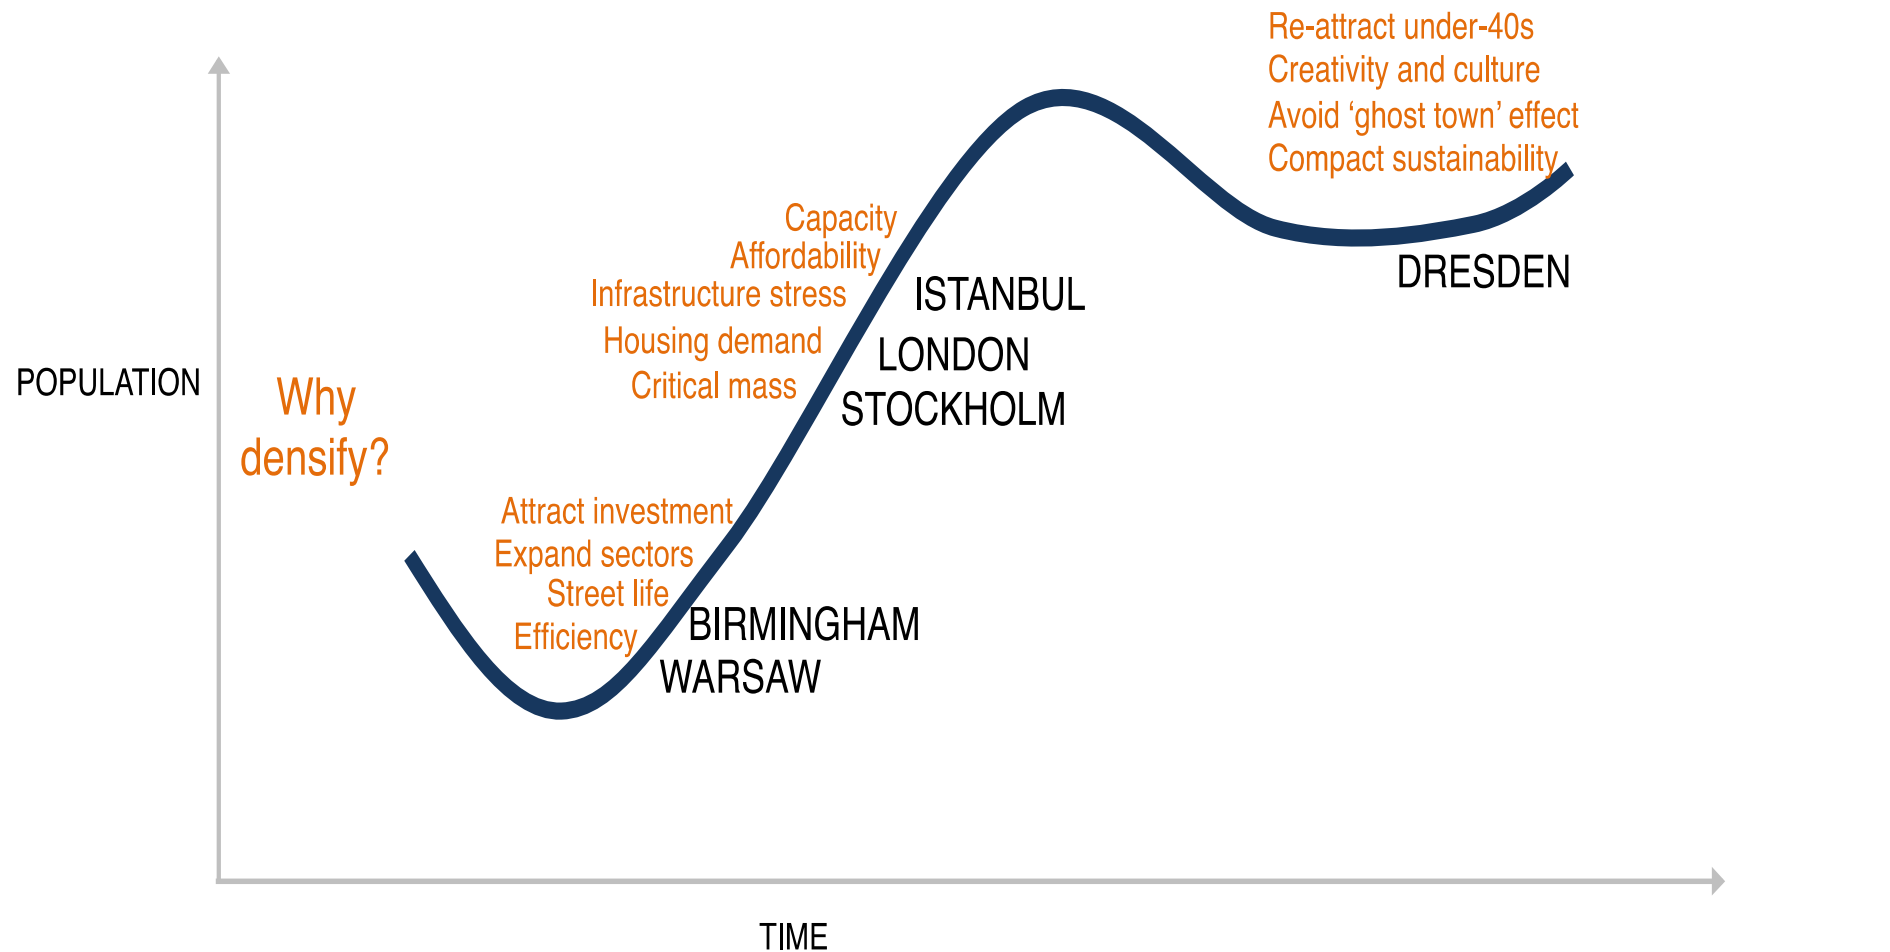 Re-attract under-40s
Creativity and culture
Avoid ‘ghost town’ effect
Compact sustainability
Capacity
Affordability
Infrastructure stress
Housing demand
Critical mass
ISTANBUL
LONDON
STOCKHOLM
DRESDEN
POPULATION
Why
densify?
Attract investment
Expand sectors
Street life
Efficiency
BIRMINGHAM
WARSAW
TIME